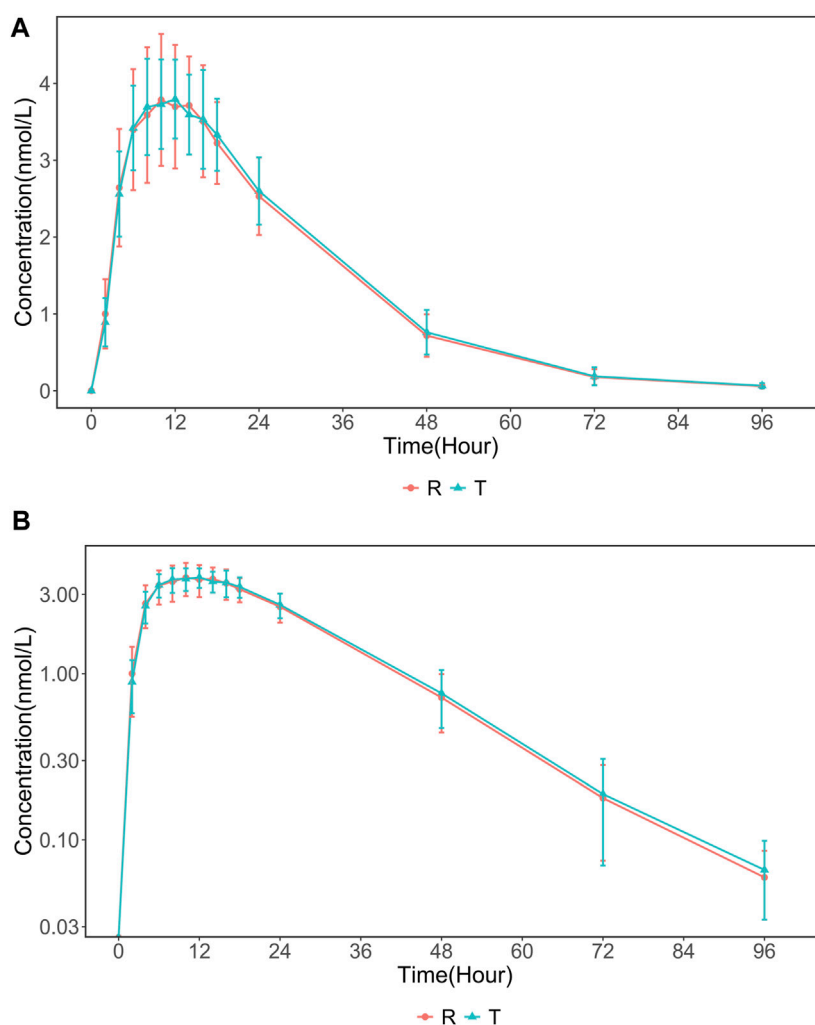 A
Concentration(nmol/L)
4
3
2
1
0
0 12 24 36 48 60 72 84 96
Time(Hour)
R T
B
Concentration(nmol/L)
3.00
1.00
0.30
0.10
0.03
0 12 24 36 48 60 72 84 96
Time(Hour)
R T